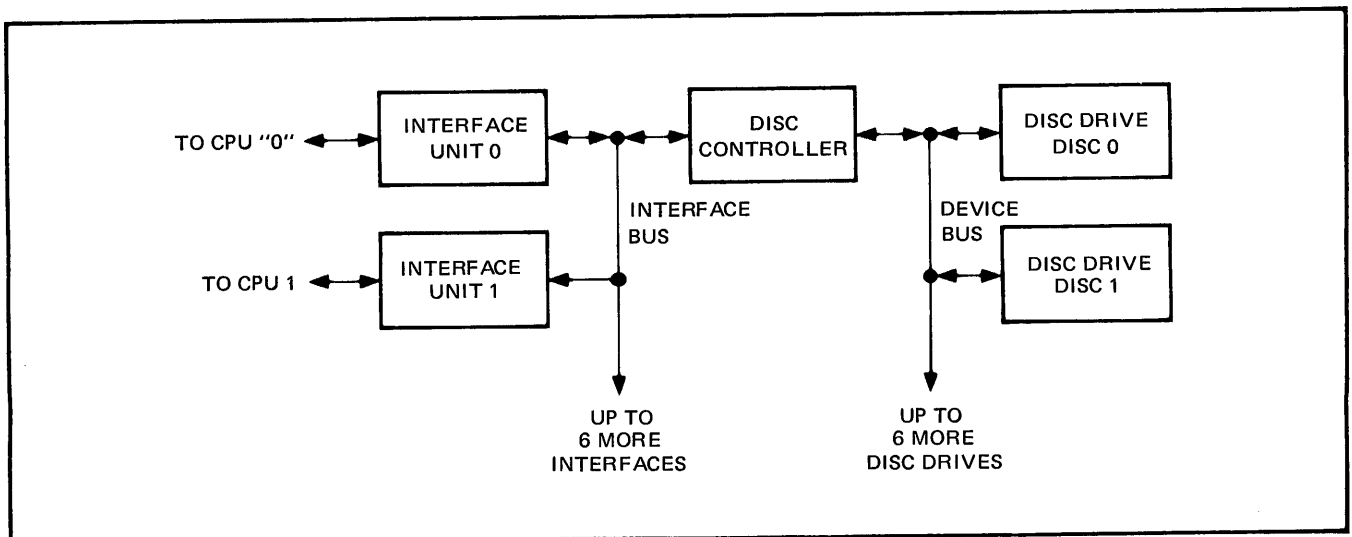 TO CPU "0"
INTERFACE
UNIT 0
DISC
CONTROLLER
DISC DRIVE
DISC 0
INTERFACE
BUS
DEVICE
BUS
TO CPU 1
INTERFACE
UNIT 1
DISC DRIVE
DISC 1
UP TO
6 MORE
INTERFACES
UP TO
6 MORE
DISC DRIVES